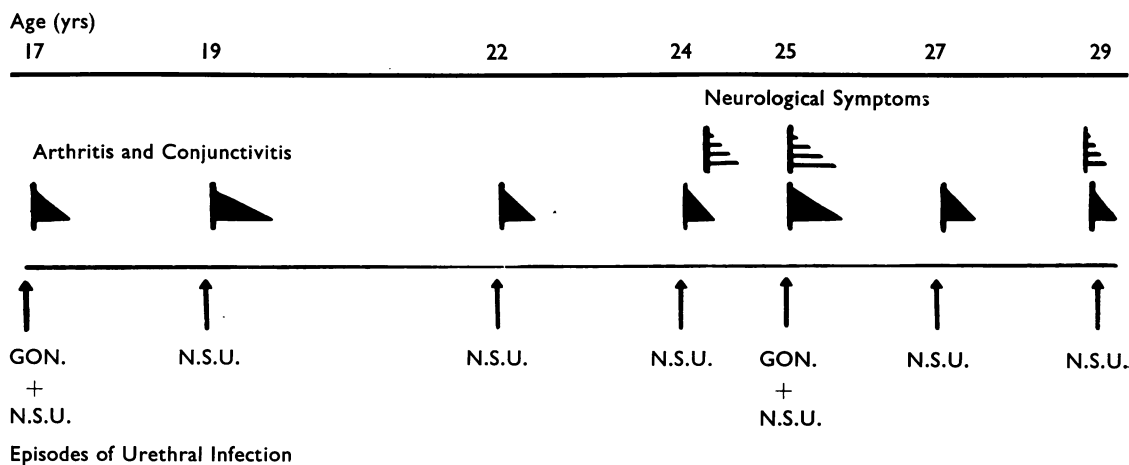 Age (yrs)
17 19 22 24 25 27 29
Neurological Symptoms
Arthritis and Conjunctivitis
GON. N.S.U. N.S.U. N.S.U. GON. N.S.U. N.S.U.
+ +
N.S.U. N.S.U.
Episodes of Urethral Infection